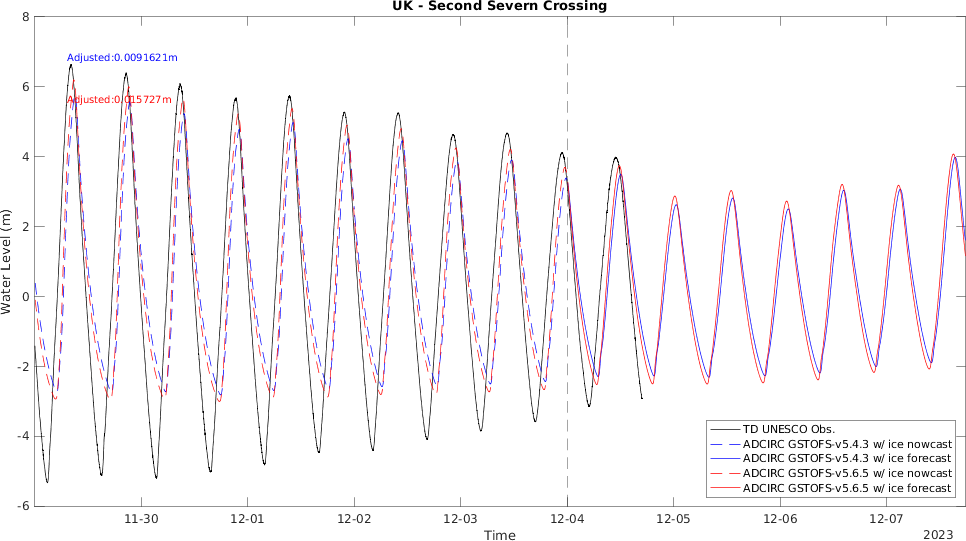 UK - Second Severn Crossing
8
Adjusted:0.0091621m
6
Adjusted:0.015727m
4
2
0
-2
-4
-6
Water Level (m)
TD UNESCO Obs.
ADCIRC GSTOFS-v5.4.3 w/ ice nowcast
ADCIRC GSTOFS-v5.4.3 w/ ice forecast
ADCIRC GSTOFS-v5.6.5 w/ ice nowcast
ADCIRC GSTOFS-v5.6.5 w/ ice forecast
11-30 12-01 12-02 12-03 12-04 12-05 12-06 12-07
Time
2023